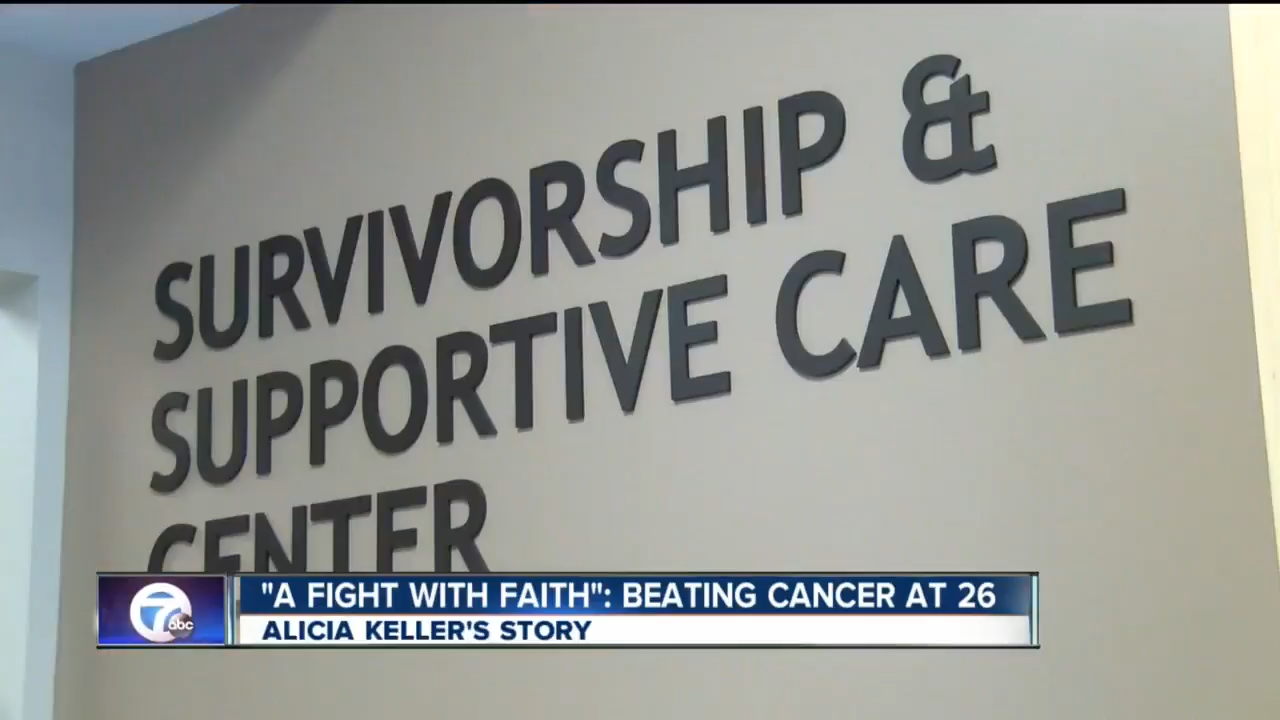 SURVIVORSHIP &
SUPPORTIVE CARE
CENTER
7 abc
"A FIGHT WITH FAITH": BEATING CANCER AT 26
ALICIA KELLER'S STORY